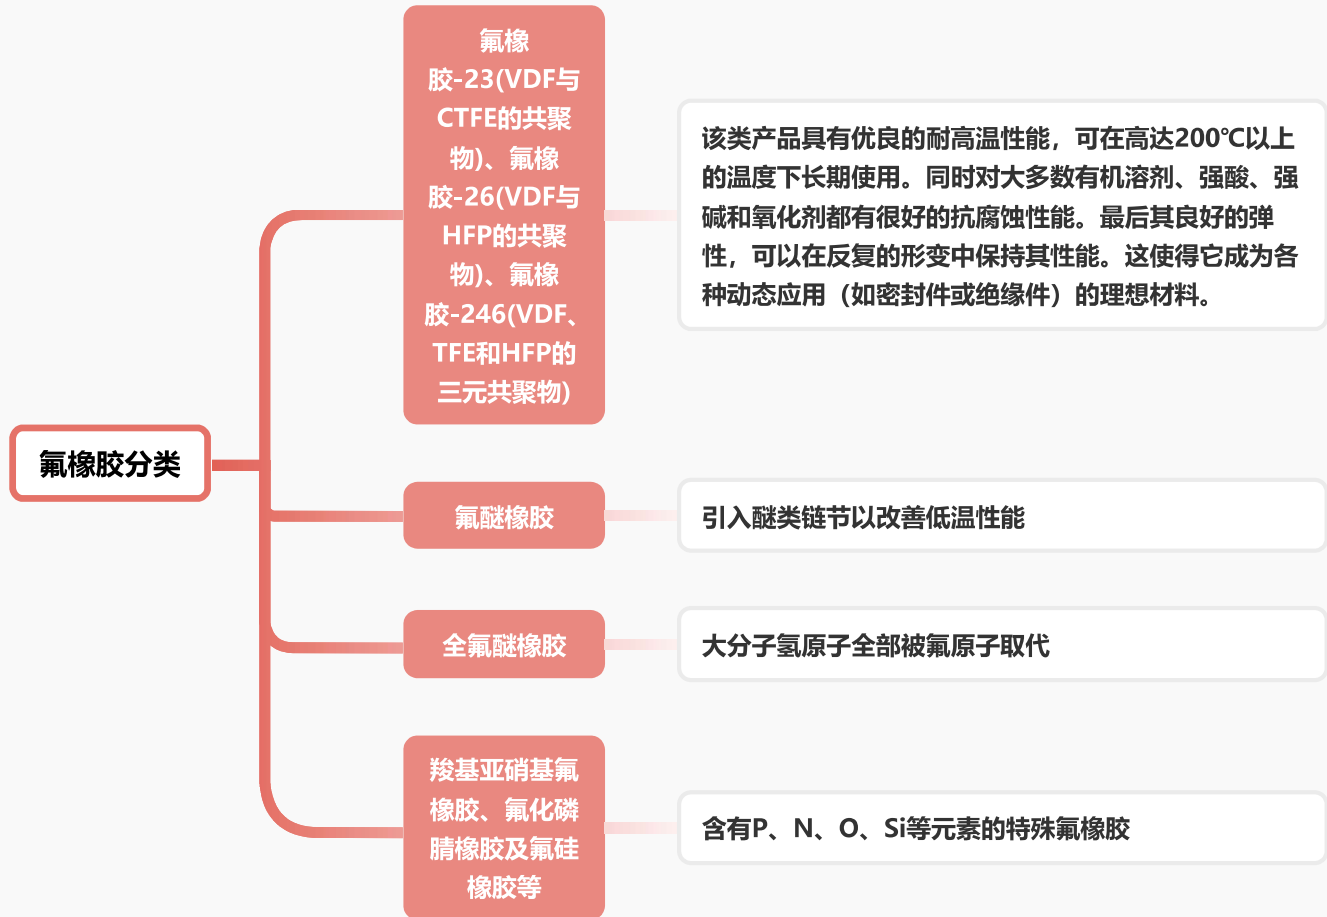 氟橡胶分类
氟橡
胶-23(VDF与
CTFE的共聚
物)、氟橡
胶-26(VDF与
HFP的共聚
物)、氟橡
胶-246(VDF、
TFE和HFP的
三元共聚物)
该类产品具有优良的耐高温性能，可在高达200℃以上
的温度下长期使用。同时对大多数有机溶剂、强酸、强
碱和氧化剂都有很好的抗腐蚀性能。最后其良好的弹
性，可以在反复的形变中保持其性能。这使得它成为各
种动态应用（如密封件或绝缘件）的理想材料。
氟醚橡胶
引入醚类链节以改善低温性能
全氟醚橡胶
大分子氢原子全部被氟原子取代
羧基亚硝基氟
橡胶、氟化磷
腈橡胶及氟硅
橡胶等
含有P、N、O、Si等元素的特殊氟橡胶